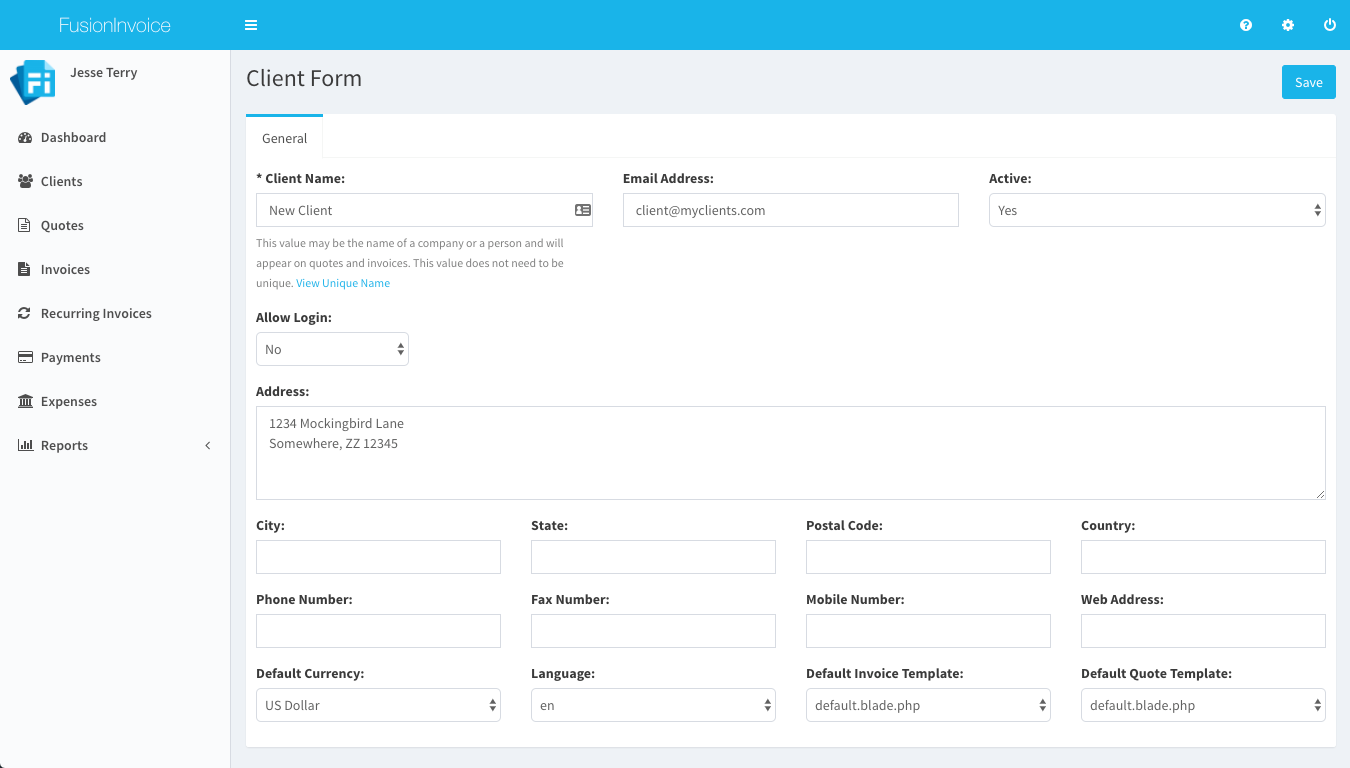 FusionInvoice
Fi
Jesse Terry
Dashboard
Clients
Quotes
Invoices
Recurring Invoices
Payments
Expenses
Reports
Client Form
Save
General
* Client Name:
Email Address:
Active:
New Client
client@myclients.com
Yes
This value may be the name of a company or a person and will
appear on quotes and invoices. This value does not need to be
unique. View Unique Name
Allow Login:
No
Address:
1234 Mockingbird Lane
Somewhere, ZZ 12345
City:
State:
Postal Code:
Country:
Phone Number:
Fax Number:
Mobile Number:
Web Address:
Default Currency:
Language:
Default Invoice Template:
Default Quote Template:
US Dollar
en
default.blade.php
default.blade.php